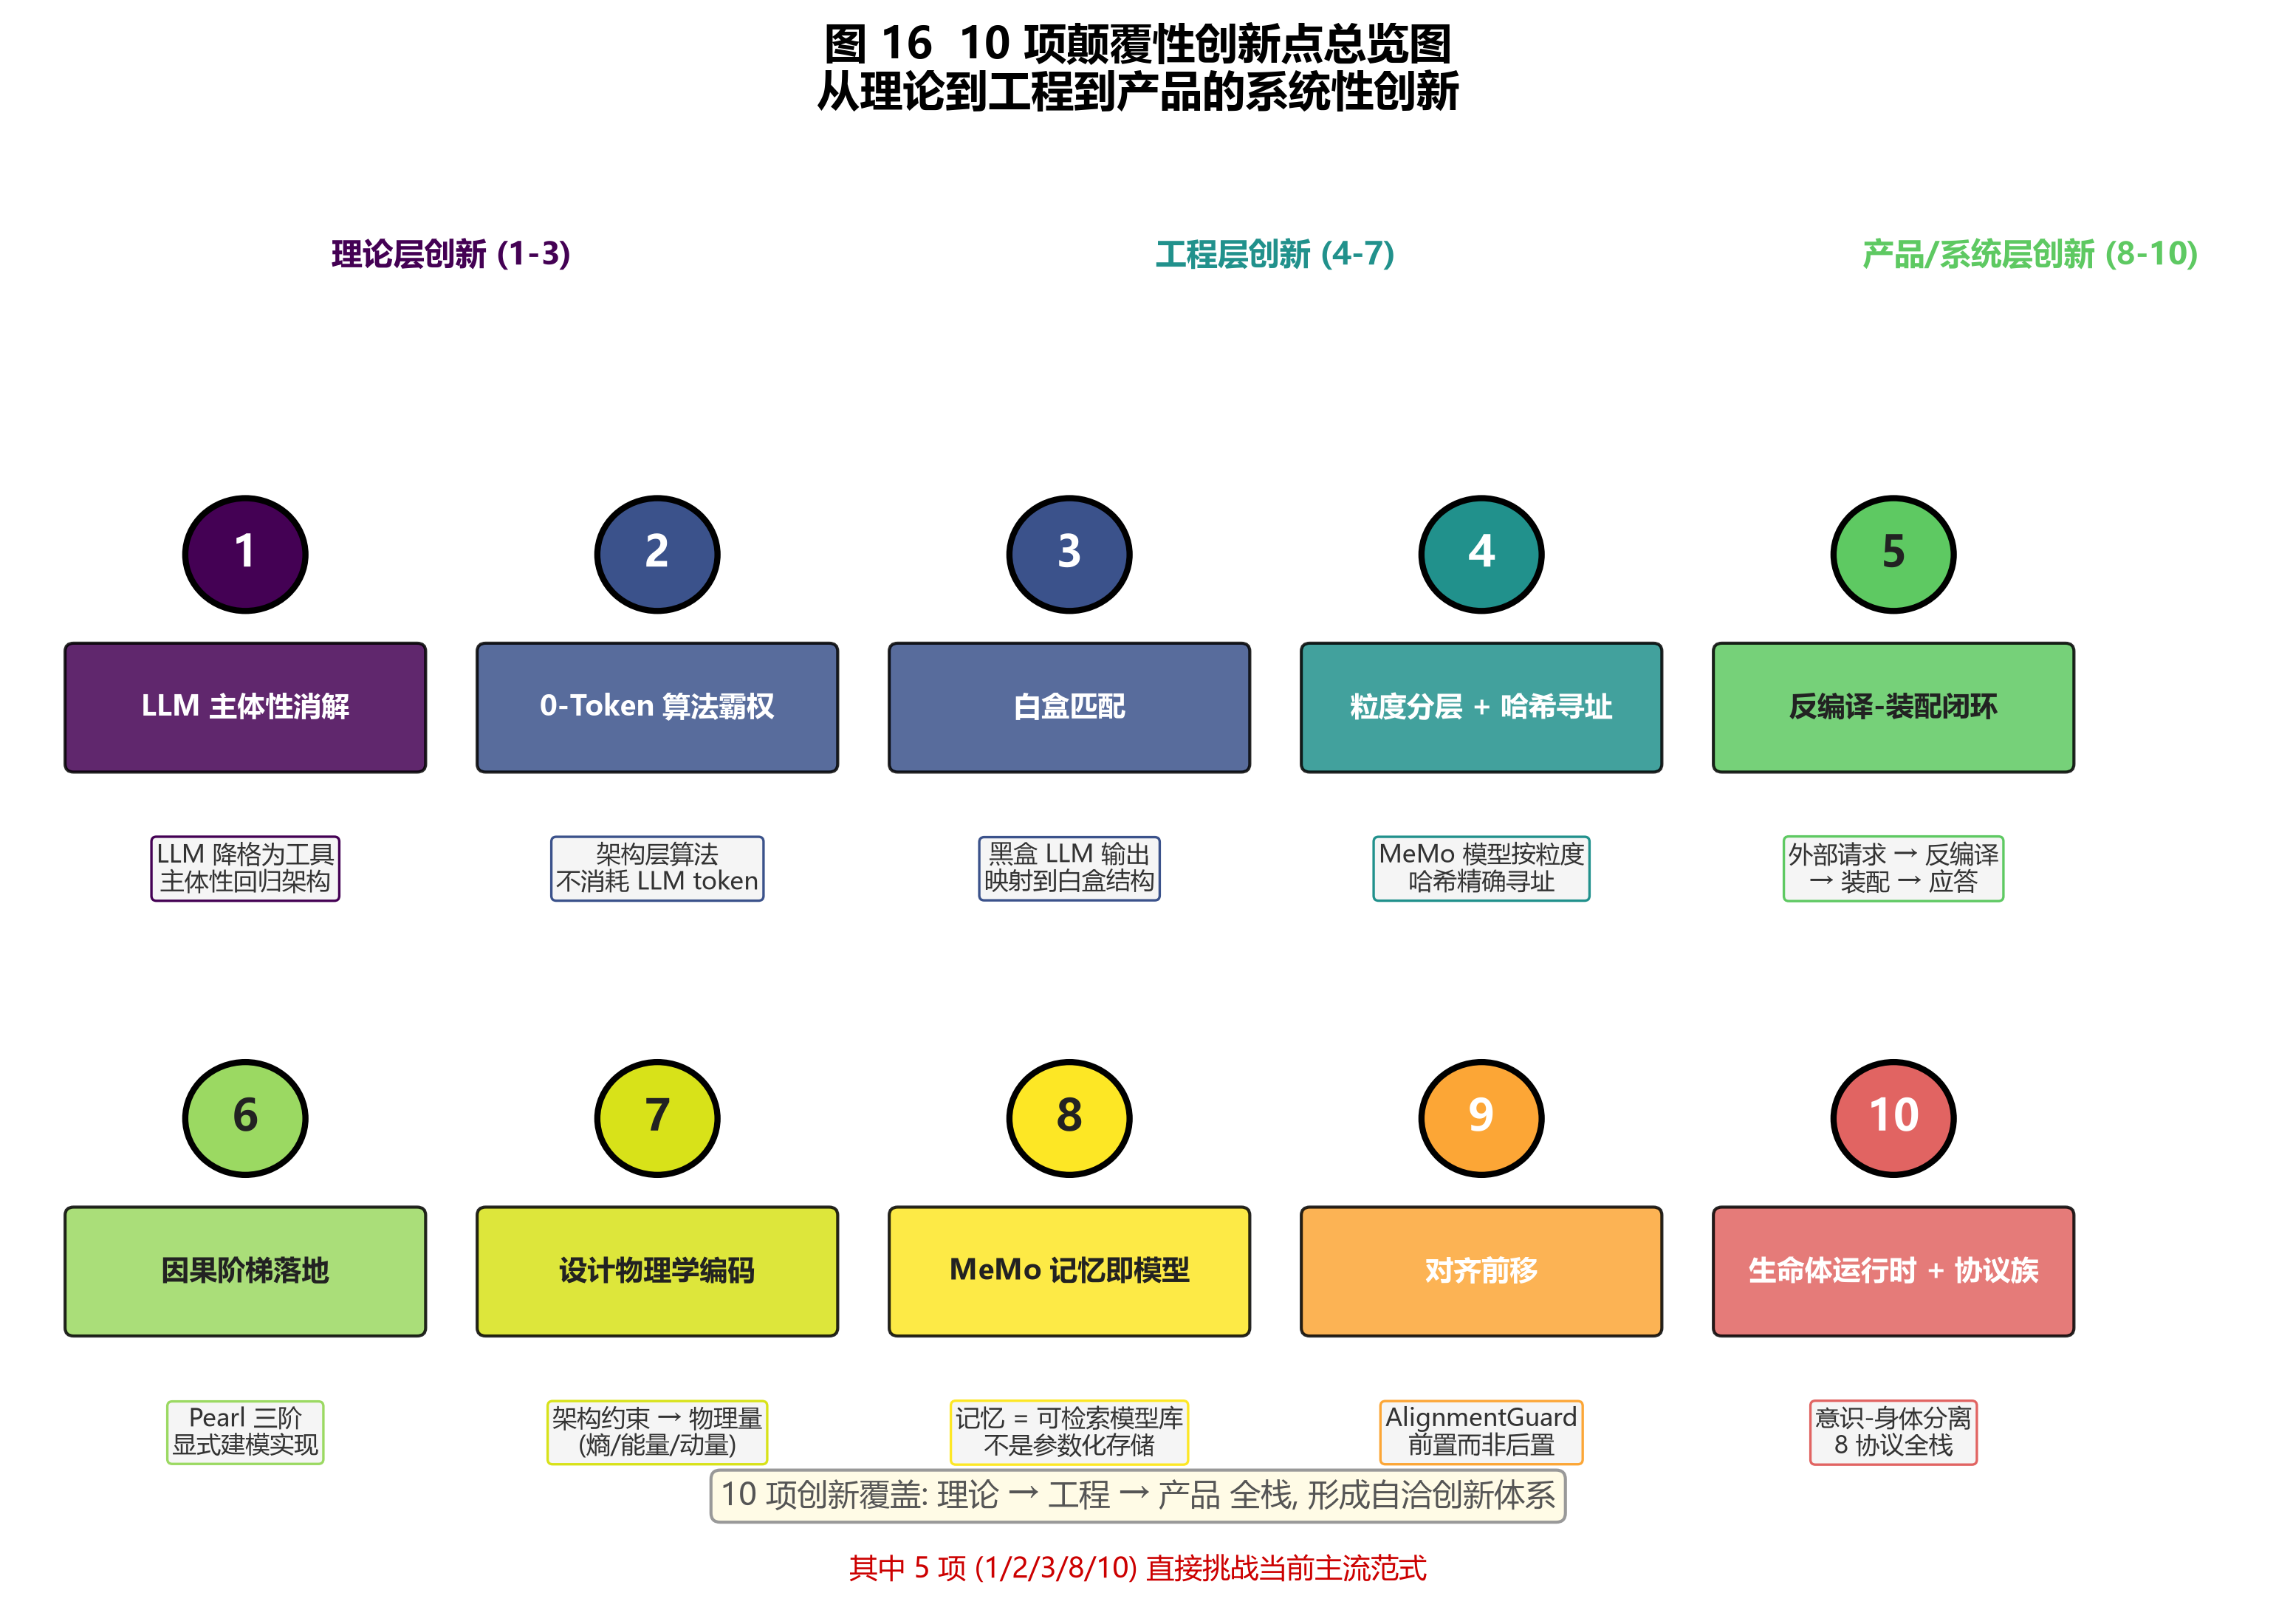 图 16 10 项颠覆性创新点总览图
从理论到工程到产品的系统性创新
理论层创新 (1-3)
工程层创新 (4-7)
产品/系统层创新 (8-10)
1
2
3
4
5
LLM 主体性消解
0-Token 算法霸权
白盒匹配
粒度分层 + 哈希寻址
反编译-装配闭环
LLM 降格为工具
主体性回归架构
架构层算法
不消耗 LLM token
黑盒 LLM 输出
映射到白盒结构
MeMo 模型按粒度
哈希精确寻址
外部请求 → 反编译
→ 装配 → 应答
6
7
8
9
10
因果阶梯落地
设计物理学编码
MeMo 记忆即模型
对齐前移
生命体运行时 + 协议族
Pearl 三阶
显式建模实现
架构约束 → 物理量
(熵/能量/动量)
记忆 = 可检索模型库
不是参数化存储
AlignmentGuard
前置而非后置
意识-身体分离
8 协议全栈
10 项创新覆盖: 理论 → 工程 → 产品 全栈, 形成自洽创新体系
其中 5 项 (1/2/3/8/10) 直接挑战当前主流范式